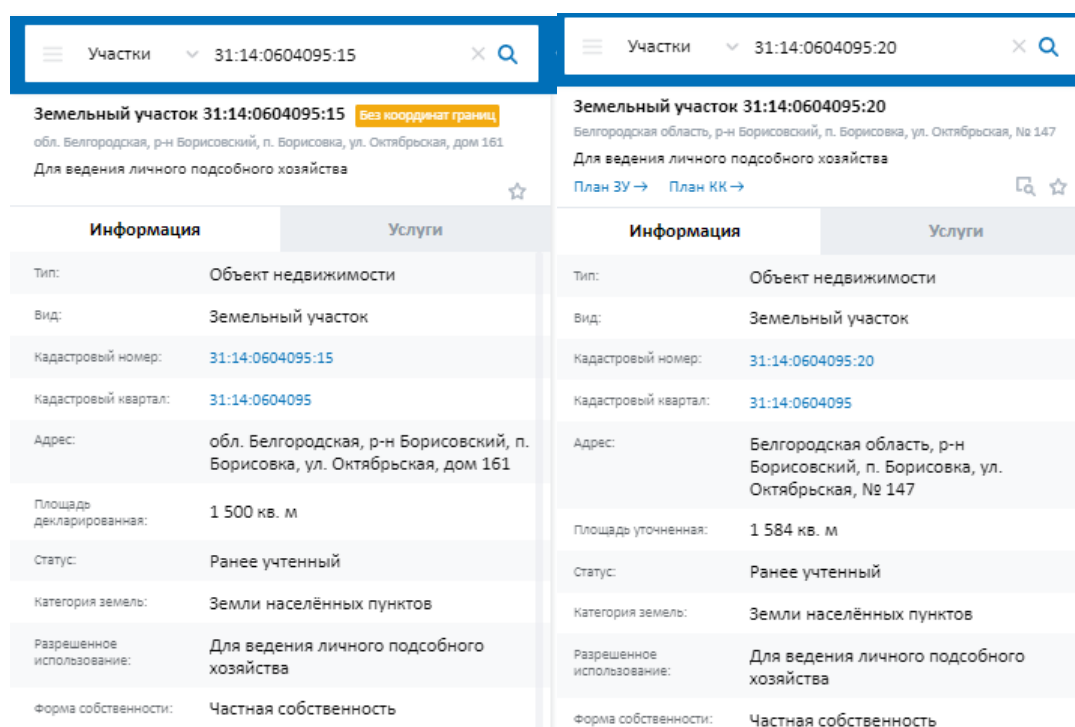 Участки 31:14:0604095:15
Земельный участок 31:14:0604095:15 Без координат границ
обл. Белгородская, р-н Борисовский, п. Борисовка, ул. Октябрьская, дом 161
Для ведения личного подсобного хозяйства
Информация Услуги
Тип: Объект недвижимости
Вид: Земельный участок
Кадастровый номер: 31:14:0604095:15
Кадастровый квартал: 31:14:0604095
Адрес: обл. Белгородская, р-н Борисовский, п.
Борисовка, ул. Октябрьская, дом 161
Площадь
декларированная: 1 500 кв. м
Статус: Ранее учтенный
Категория земель: Земли населённых пунктов
Разрешенное
использование: Для ведения личного подсобного
хозяйства
Форма собственности: Частная собственность
Участки 31:14:0604095:20
Земельный участок 31:14:0604095:20
Белгородская область, р-н Борисовский, п. Борисовка, ул. Октябрьская, № 147
Для ведения личного подсобного хозяйства
План ЗУ → План КК →
Информация Услуги
Тип: Объект недвижимости
Вид: Земельный участок
Кадастровый номер: 31:14:0604095:20
Кадастровый квартал: 31:14:0604095
Адрес: Белгородская область, р-н
Борисовский, п. Борисовка, ул.
Октябрьская, № 147
Площадь уточненная: 1 584 кв. м
Статус: Ранее учтенный
Категория земель: Земли населённых пунктов
Разрешенное
использование: Для ведения личного подсобного
хозяйства
Форма собственности: Частная собственность